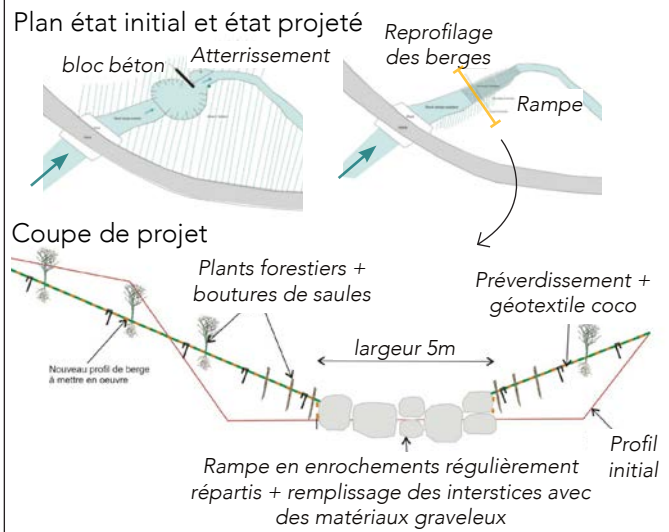 Plan état initial et état projeté
bloc béton
Atterrissement
Reprofilage
des berges
Rampe
Coupe de projet
Plants forestiers +
boutures de saules
Préverdissement +
géotextile coco
largeur 5m
Nouveau profil de berge
à mettre en oeuvre
Rampe en enrochements régulièrement
répartis + remplissage des interstices avec
des matériaux graveleux
Profil
initial